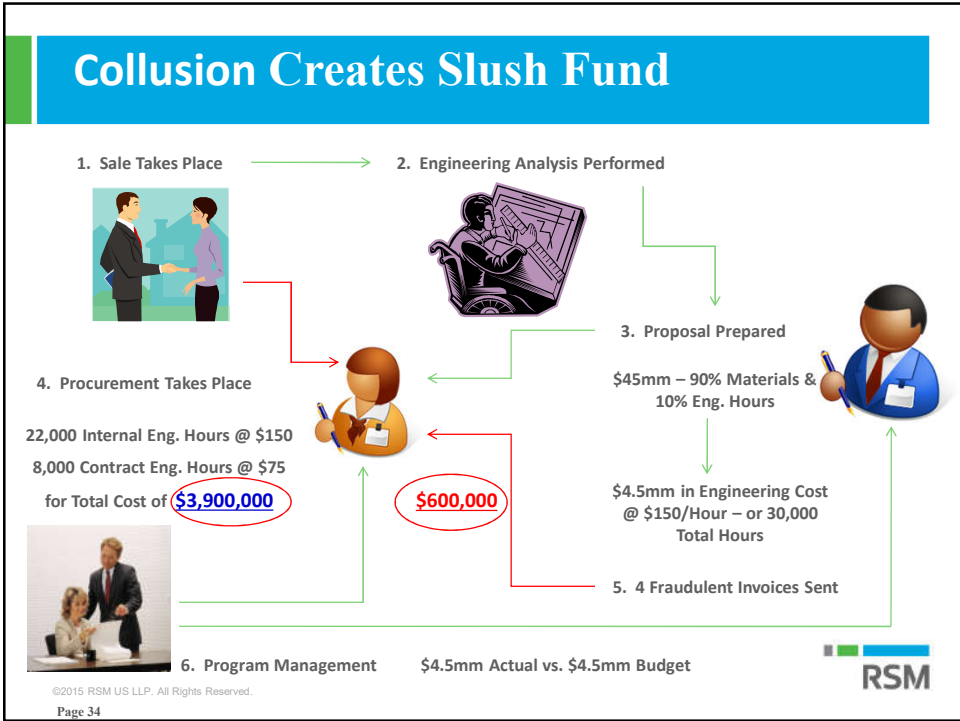 Collusion Creates Slush Fund
1. Sale Takes Place
2. Engineering Analysis Performed
3. Proposal Prepared
$45mm – 90% Materials &
10% Eng. Hours
$4.5mm in Engineering Cost
@ $150/Hour – or 30,000
Total Hours
4. Procurement Takes Place
22,000 Internal Eng. Hours @ $150
8,000 Contract Eng. Hours @ $75
for Total Cost of $3,900,000
$600,000
5. 4 Fraudulent Invoices Sent
6. Program Management $4.5mm Actual vs. $4.5mm Budget
RSM
©2015 RSM US LLP. All Rights Reserved.
Page 34